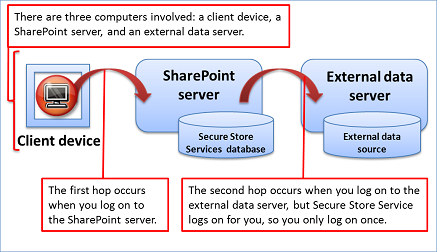 There are three computers involved: a client device, a
SharePoint server, and an external data server.
Client device
SharePoint
server
Secure Store
Services database
External data
server
External data
source
The first hop occurs
when you log on to
the SharePoint server.
The second hop occurs when you log on to the
external data server, but Secure Store Service
logs on for you, so you only log on once.